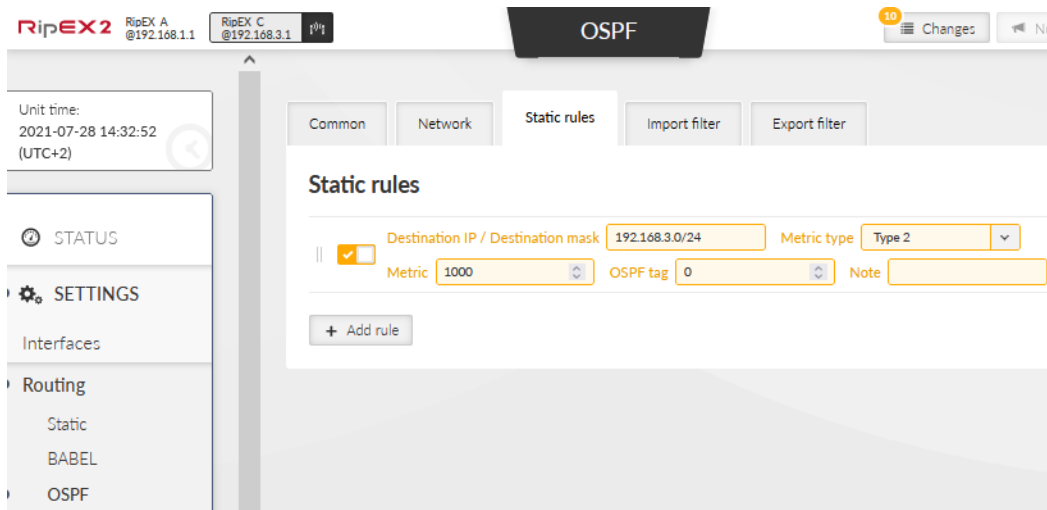 RipEX2
RipEX A
@192.168.1.1
RipEX C
@192.168.3.1
OSPF
10
Changes
Unit time:
2021-07-28 14:32:52
(UTC+2)
Common
Network
Static rules
Import filter
Export filter
Static rules
Destination IP / Destination mask 192.168.3.0/24 Metric type Type 2
Metric 1000 OSPF tag 0 Note
+ Add rule
STATUS
SETTINGS
Interfaces
Routing
Static
BABEL
OSPF